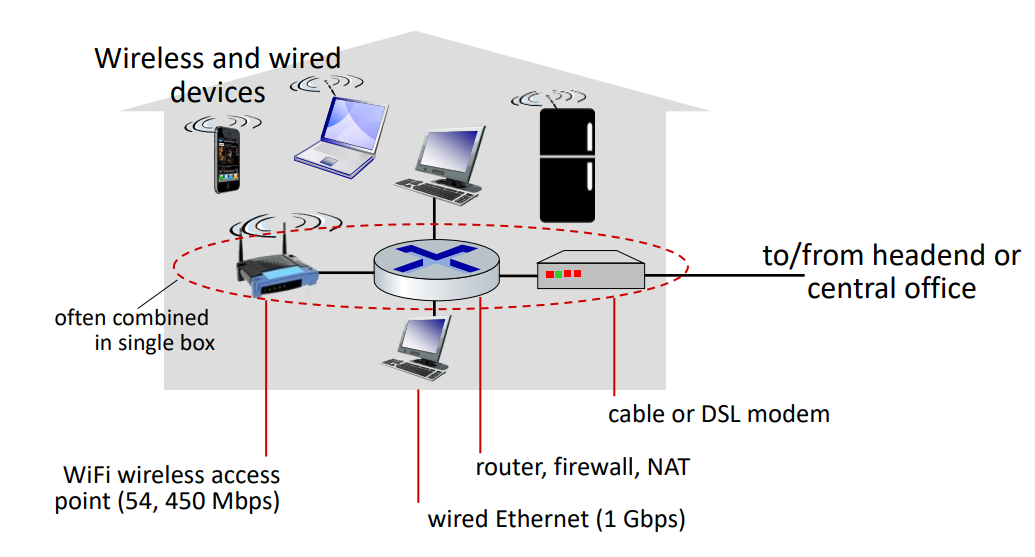 Wireless and wired
devices
to/from headend or
central office
often combined
in single box
cable or DSL modem
router, firewall, NAT
WiFi wireless access
point (54, 450 Mbps)
wired Ethernet (1 Gbps)